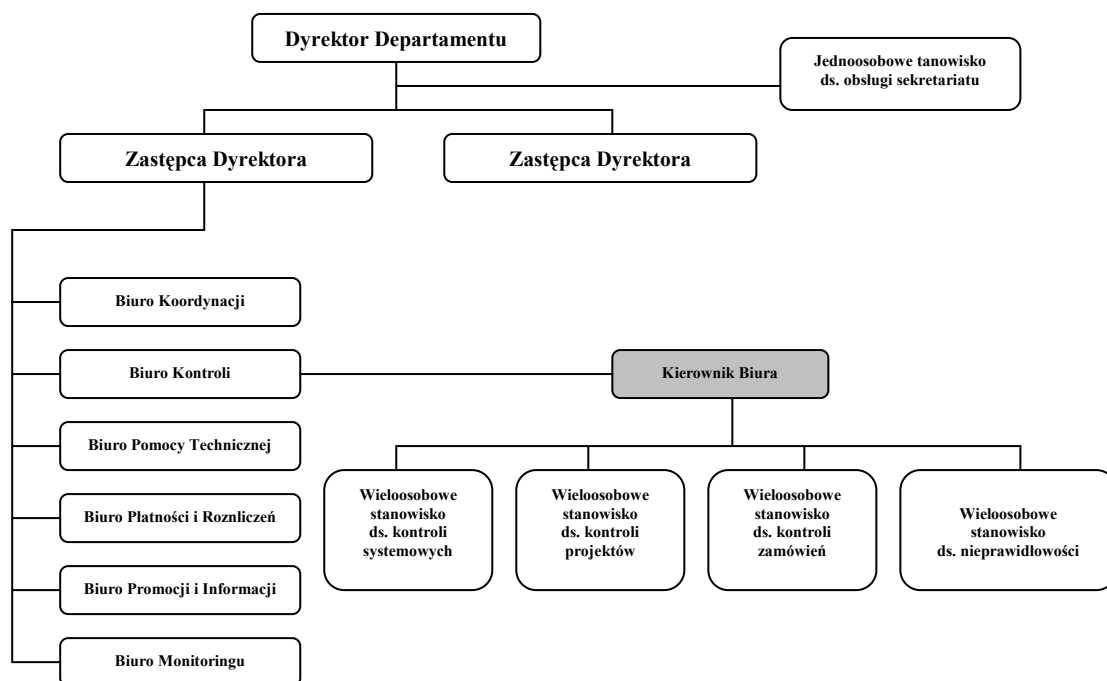 Dyrektor Departamentu
Jednoosobowe tanowisko
ds. obsługi sekretariatu
Zastępca Dyrektora
Zastępca Dyrektora
Biuro Koordynacji
Biuro Kontroli
Kierownik Biura
Biuro Pomocy Technicznej
Wieloosobowe
stanowisko
ds. kontroli
systemowych
Wieloosobowe
stanowisko
ds. kontroli
projektów
Wieloosobowe
stanowisko
ds. kontroli
zamówień
Wieloosobowe
stanowisko
ds. nieprawidłowości
Biuro Płatności i Roznliczeń
Biuro Promocji i Informacji
Biuro Monitoringu